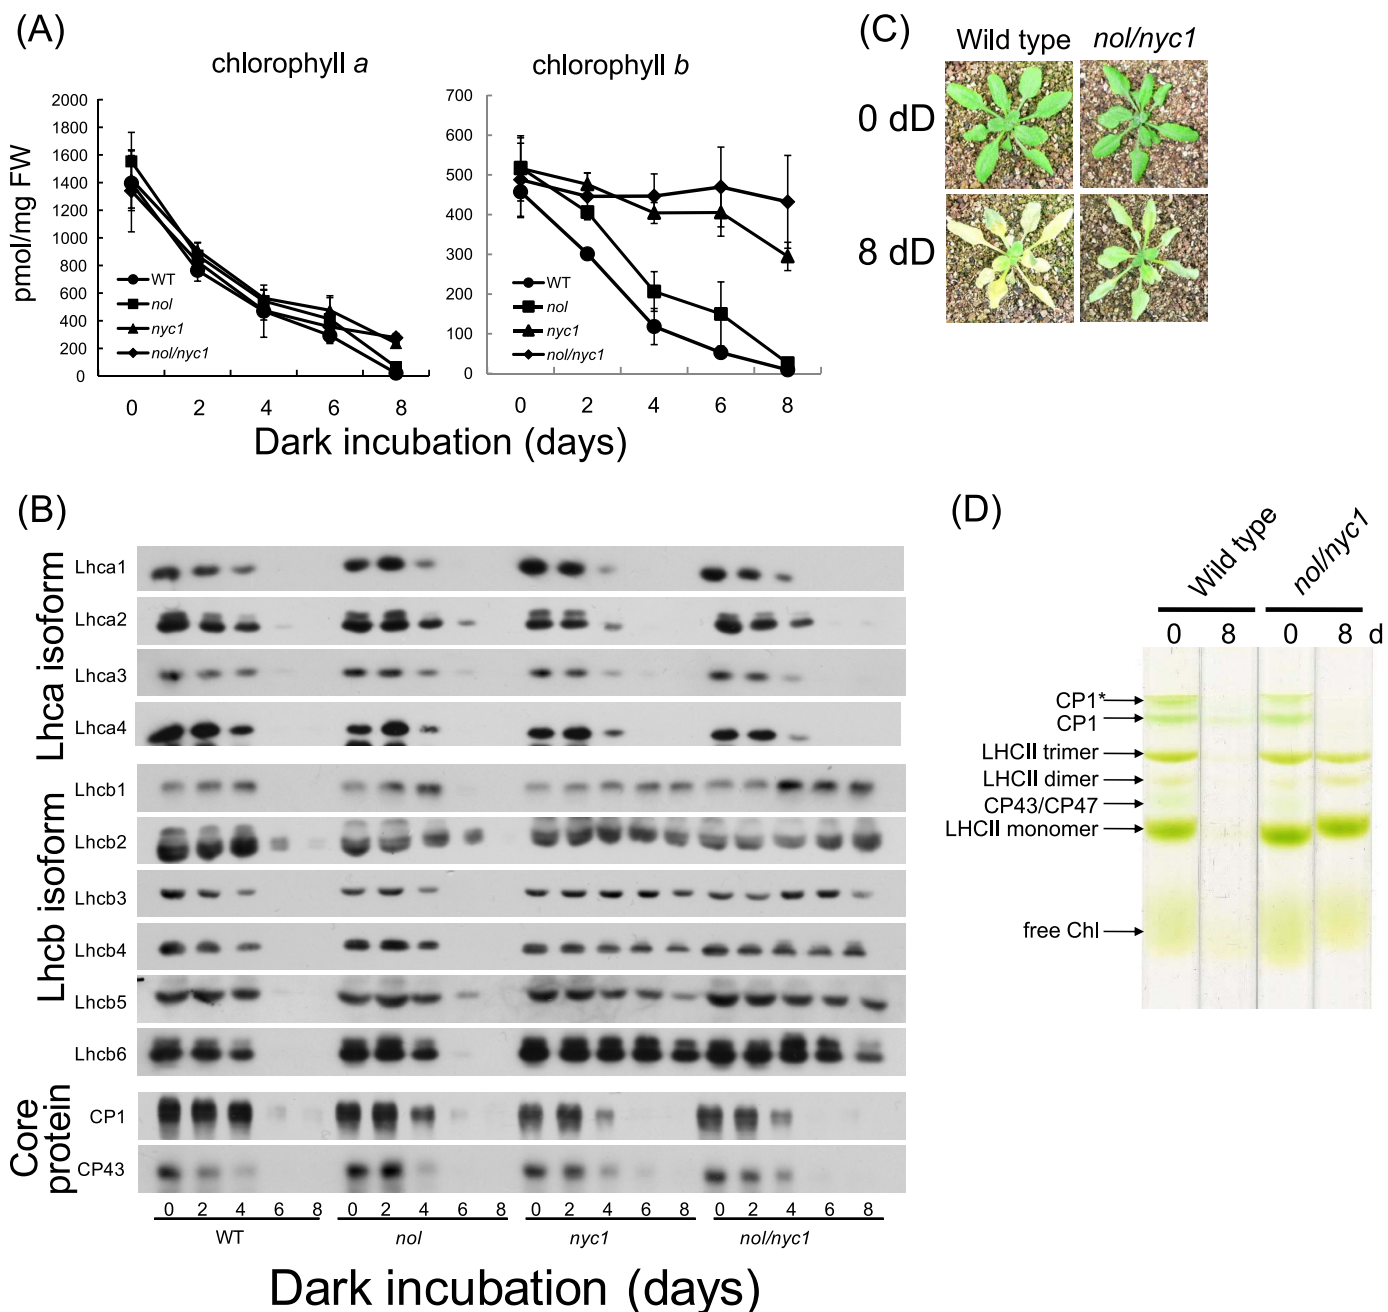 (A)
chlorophyll a
chlorophyll b
pmol/mg FW
2000
1800
1600
1400
1200
1000
800
600
400
200
0
WT
nol
nyc1
nol/nyc1
0 2 4 6 8
700
600
500
400
300
200
100
0
WT
nol
nyc1
nol/nyc1
0 2 4 6 8
Dark incubation (days)
(C)
Wild type nol/nyc1
0 dD
8 dD
(B)
Lhca isoform
Lhca1
Lhca2
Lhca3
Lhca4
Lhcb isoform
Lhcb1
Lhcb2
Lhcb3
Lhcb4
Lhcb5
Lhcb6
Core
protein
CP1
CP43
0 2 4 6 8 0 2 4 6 8 0 2 4 6 8 0 2 4 6 8
WT nol nyc1 nol/nyc1
Dark incubation (days)
(D)
Wild type nol/nyc1
0 8 0 8 d
CP1*
CP1
LHCII trimer
LHCII dimer
CP43/CP47
LHCII monomer
free Chl